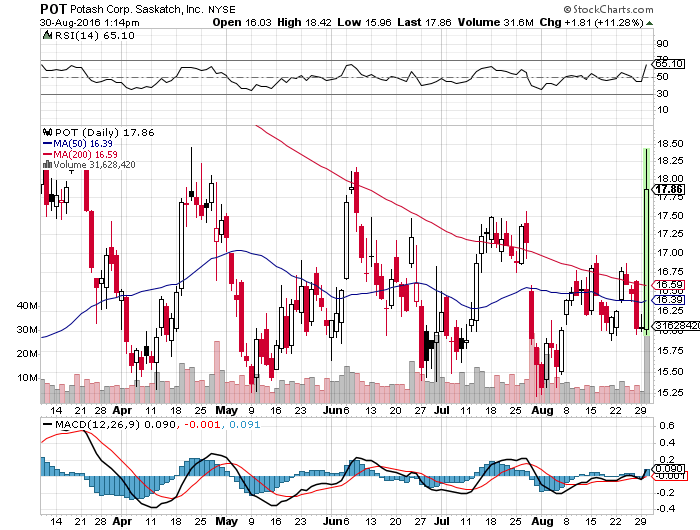 POT Potash Corp. Saskatch, Inc. NYSE © StockCharts.com
30-Aug-2016 1:14pm Open 16.03 High 18.42 Low 15.96 Last 17.86 Volume 31.6M Chg +1.81 (+11.28%)
RSI(14) 65.10
90
70
65.10
50
30
10
POT (Daily) 17.86
MA(50) 16.39
MA(200) 16.59
Volume 31,628,420
18.50
18.25
18.00
17.86
17.75
17.50
17.25
17.00
16.75
16.59
16.39
16.25
31628420
15.75
15.50
15.25
40M
30M
20M
10M
14 21 28 Apr 11 18 25 May 9 16 23 Jun 6 13 20 27 Jul 11 18 25 Aug 8 15 22 29
MACD(12,26,9) 0.090, -0.001, 0.091
0.6
0.4
0.2
0.090
-0.001
-0.2
-0.4
14 21 28 Apr 11 18 25 May 9 16 23 Jun 6 13 20 27 Jul 11 18 25 Aug 8 15 22 29